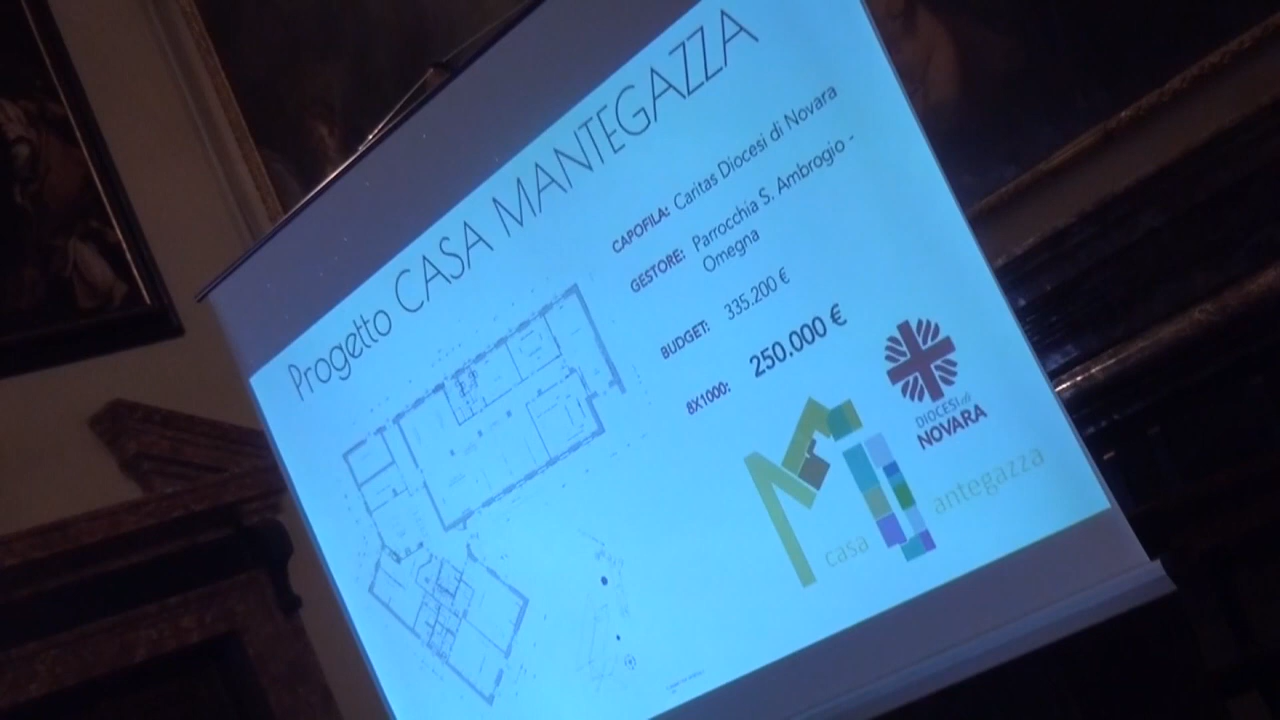 Progetto CASA MANTEGAZZA
CAPOFILA: Caritas Diocesi di Novara
GESTORE: Parrocchia S. Ambrogio -
Omegna
BUDGET: 335.200 €
8X1000: 250.000 €
DIOCESI di
NOVARA
M
casa
antegazza